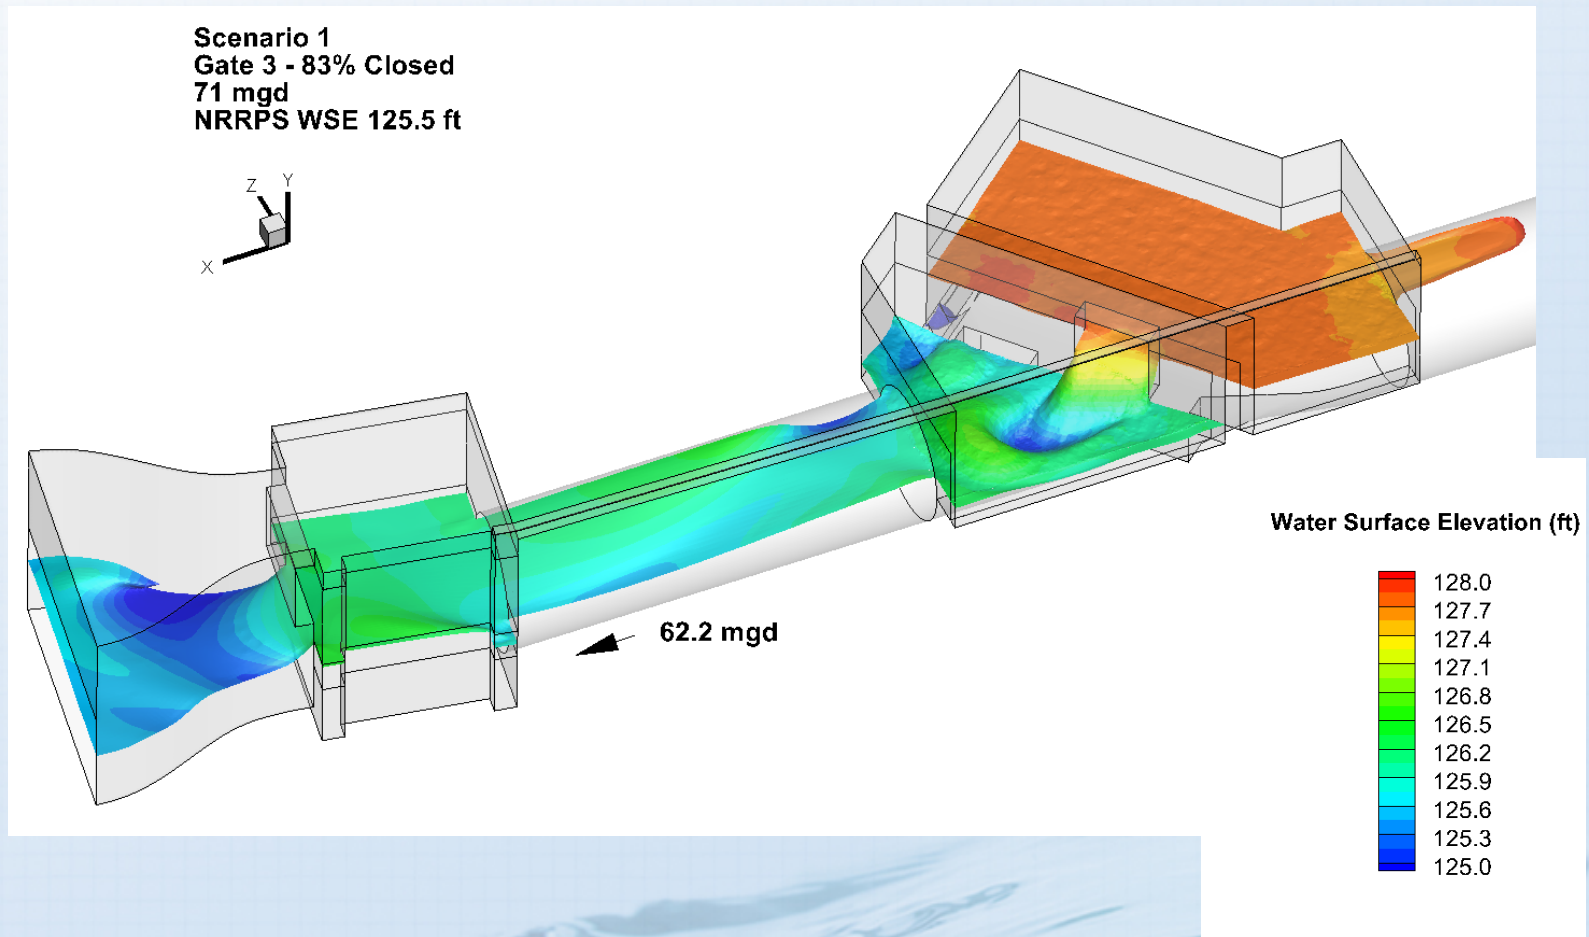 Scenario 1
Gate 3 - 83% Closed
71 mgd
NRRPS WSE 125.5 ft
Z
Y
X
62.2 mgd
Water Surface Elevation (ft)
128.0
127.7
127.4
127.1
126.8
126.5
126.2
125.9
125.6
125.3
125.0